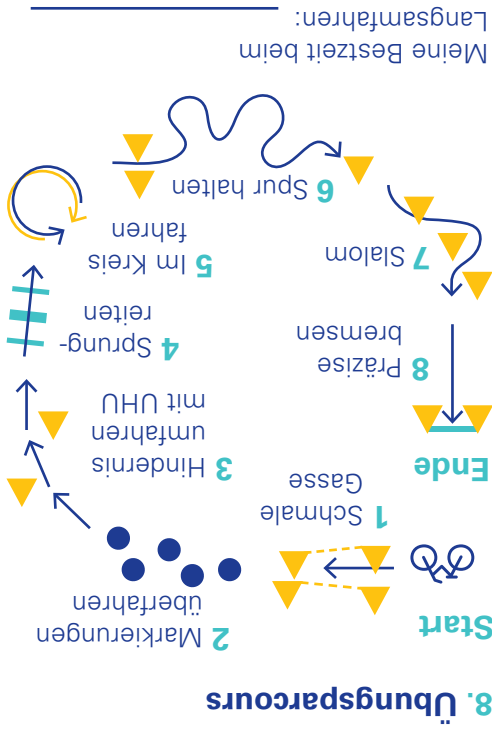 8. Übungsparcours
Start
1 Schmale
Gasse
2 Markierungen
überfahren
3 Hindernis
umfahren
mit UHU
4 Sprung-
reiten
5 Im Kreis
fahren
6 Spur halten
7 Slalom
8 Präzise
bremsen
Ende
Meine Bestzeit beim
Langsamfahren: